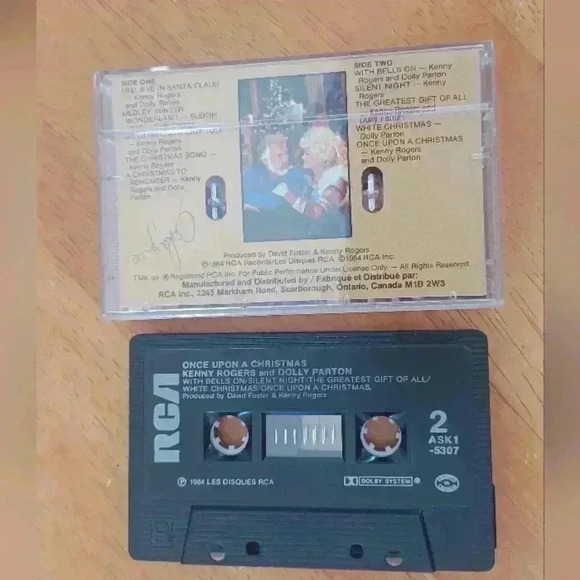 SIDE ONE
I BELIEVE IN SANTA CLAUS
— Kenny Rogers
and Dolly Parton
MEDLEY: WINTER
WONDERLAND — SLEIGH
— Kenny Rogers
and Dolly Parton
THE CHRISTMAS SONG —
Kenny Rogers
A CHRISTMAS TO
REMEMBER — Kenny
Rogers and Dolly
Parton
SIDE TWO
WITH BELLS ON — Kenny
Rogers and Dolly Parton
SILENT NIGHT — Kenny
Rogers
THE GREATEST GIFT OF ALL
— Kenny Rogers and
Dolly Parton
WHITE CHRISTMAS —
Dolly Parton
ONCE UPON A CHRISTMAS
— Kenny Rogers
and Dolly Parton
Produced by David Foster & Kenny Rogers
℗1984 RCA Records/Les Disques RCA ©1984 RCA Inc.
TMK(s) ® Registered RCA Inc. For Public Performance Under License Only — All Rights Reserved.
Manufactured and Distributed by / Fabriqué et Distribué par:
RCA Inc., 2245 Markham Road, Scarborough, Ontario, Canada M1B 2W3
RCA
ONCE UPON A CHRISTMAS
KENNY ROGERS and DOLLY PARTON
WITH BELLS ON/SILENT NIGHT/THE GREATEST GIFT OF ALL/
WHITE CHRISTMAS/ONCE UPON A CHRISTMAS.
Produced by David Foster & Kenny Rogers
2
ASK1
-5307
℗ 1984 LES DISQUES RCA
DOLBY SYSTEM ®